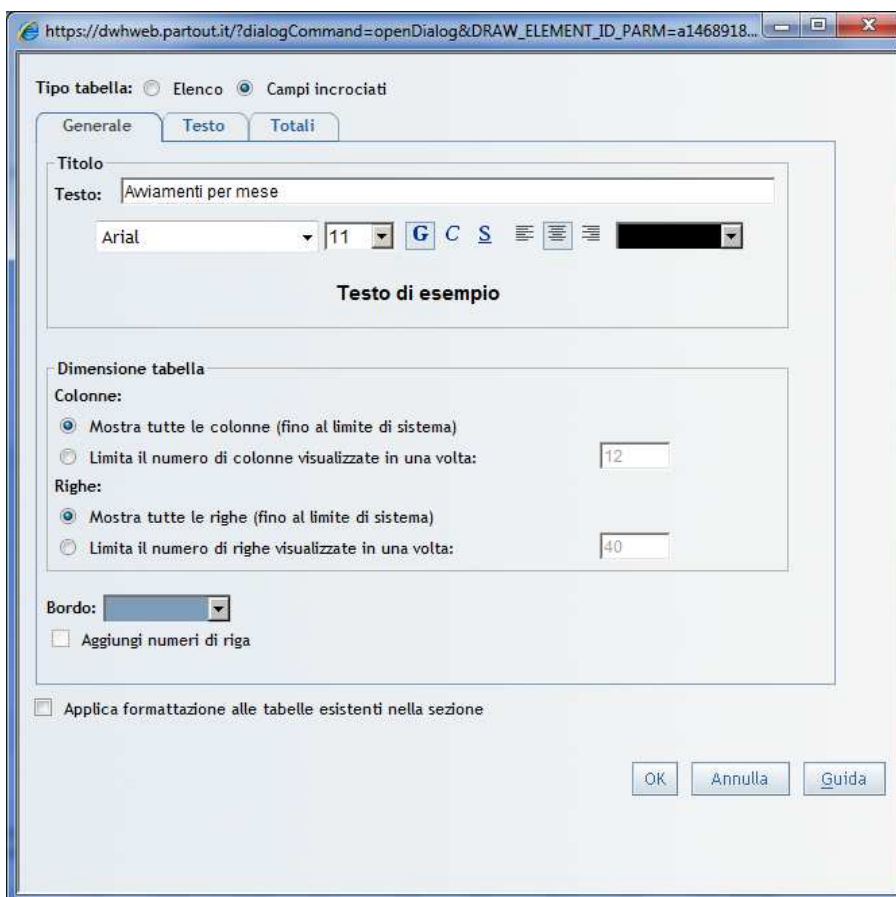 https://dwhweb.partout.it/?dialogCommand=openDialog&DRAW_ELEMENT_ID_PARM=a1468918...
Tipo tabella: Elenco Campi incrociati
Generale Testo Totali
Titolo
Testo: Avviamenti per mese
Arial 11 G C S
Testo di esempio
Dimensione tabella
Colonne:
Mostra tutte le colonne (fino al limite di sistema)
Limita il numero di colonne visualizzate in una volta: 12
Righe:
Mostra tutte le righe (fino al limite di sistema)
Limita il numero di righe visualizzate in una volta: 40
Bordo:
Aggiungi numeri di riga
Applica formattazione alle tabelle esistenti nella sezione
OK Annulla Guida